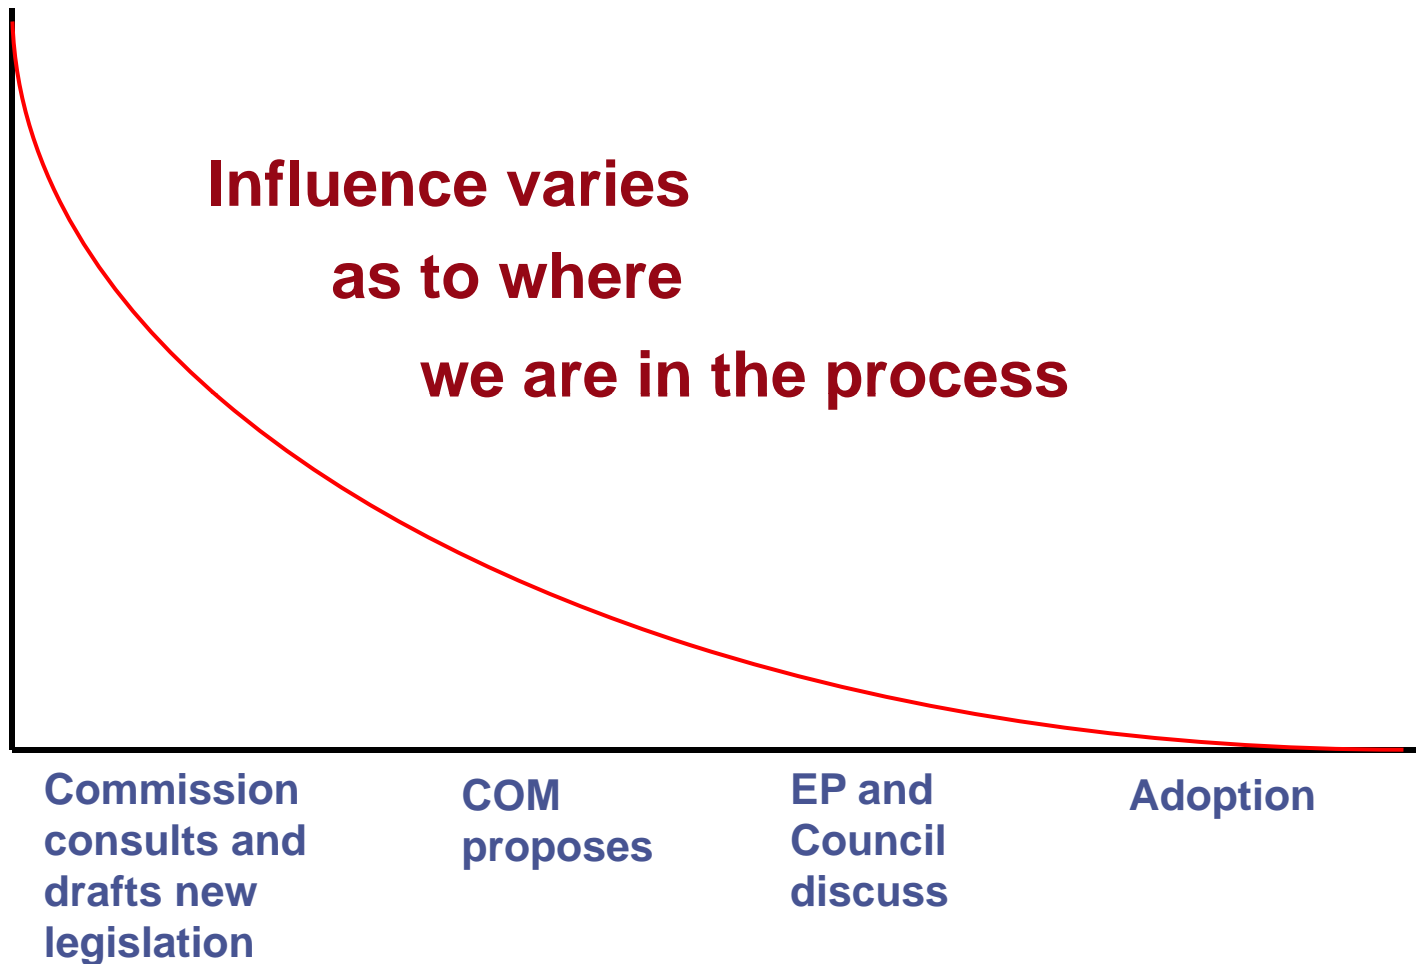 Influence varies
as to where
we are in the process
Commission
consults and
drafts new
legislation
COM
proposes
EP and
Council
discuss
Adoption